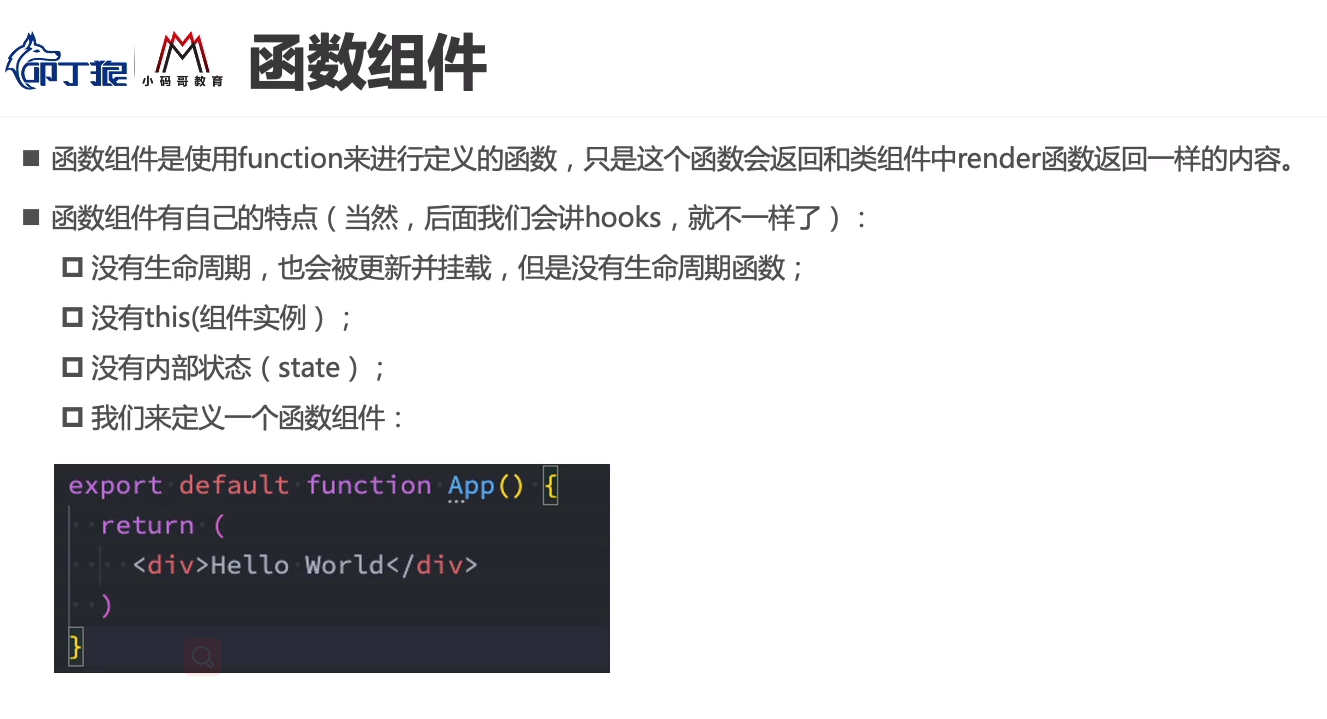 叩丁狼 小码哥教育 函数组件
函数组件是使用function来进行定义的函数，只是这个函数会返回和类组件中render函数返回一样的内容。
函数组件有自己的特点（当然，后面我们会讲hooks，就不一样了）：
没有生命周期，也会被更新并挂载，但是没有生命周期函数；
没有this(组件实例）；
没有内部状态（state）；
我们来定义一个函数组件：
export default function App() {
return (
<div>Hello World</div>
)
}